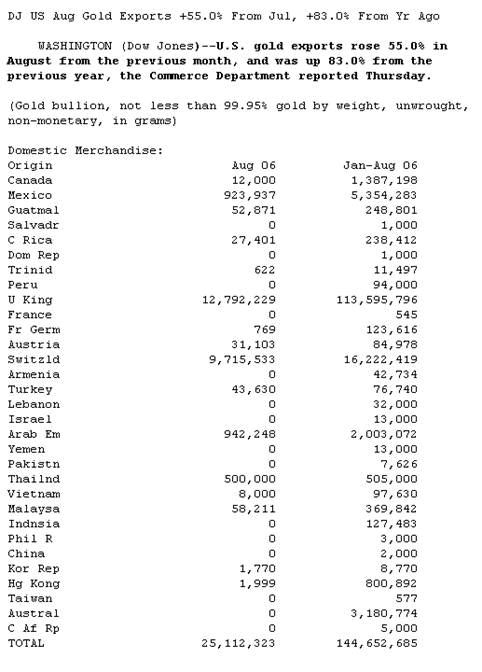 DJ US Aug Gold Exports +55.0% From Jul, +83.0% From Yr Ago
WASHINGTON (Dow Jones)--U.S. gold exports rose 55.0% in
August from the previous month, and was up 83.0% from the
previous year, the Commerce Department reported Thursday.
(Gold bullion, not less than 99.95% gold by weight, unwrought,
non-monetary, in grams)
Domestic Merchandise:
Origin Aug 06 Jan-Aug 06
Canada 12,000 1,387,198
Mexico 923,937 5,354,283
Guatmal 52,871 248,801
Salvadr 0 1,000
C Rica 27,401 238,412
Dom Rep 0 1,000
Trinid 622 11,497
Peru 0 94,000
U King 12,792,229 113,595,796
France 0 545
Fr Germ 769 123,616
Austria 31,103 84,978
Switzld 9,715,533 16,222,419
Armenia 0 42,734
Turkey 43,630 76,740
Lebanon 0 32,000
Israel 0 13,000
Arab Em 942,248 2,003,072
Yemen 0 13,000
Pakistn 0 7,626
Thailnd 500,000 505,000
Vietnam 8,000 97,630
Malaysa 58,211 369,842
Indnsia 0 127,483
Phil R 0 3,000
China 0 2,000
Kor Rep 1,770 8,770
Hg Kong 1,999 800,892
Taiwan 0 577
Austral 0 3,180,774
C Af Rp 0 5,000
TOTAL 25,112,323 144,652,685